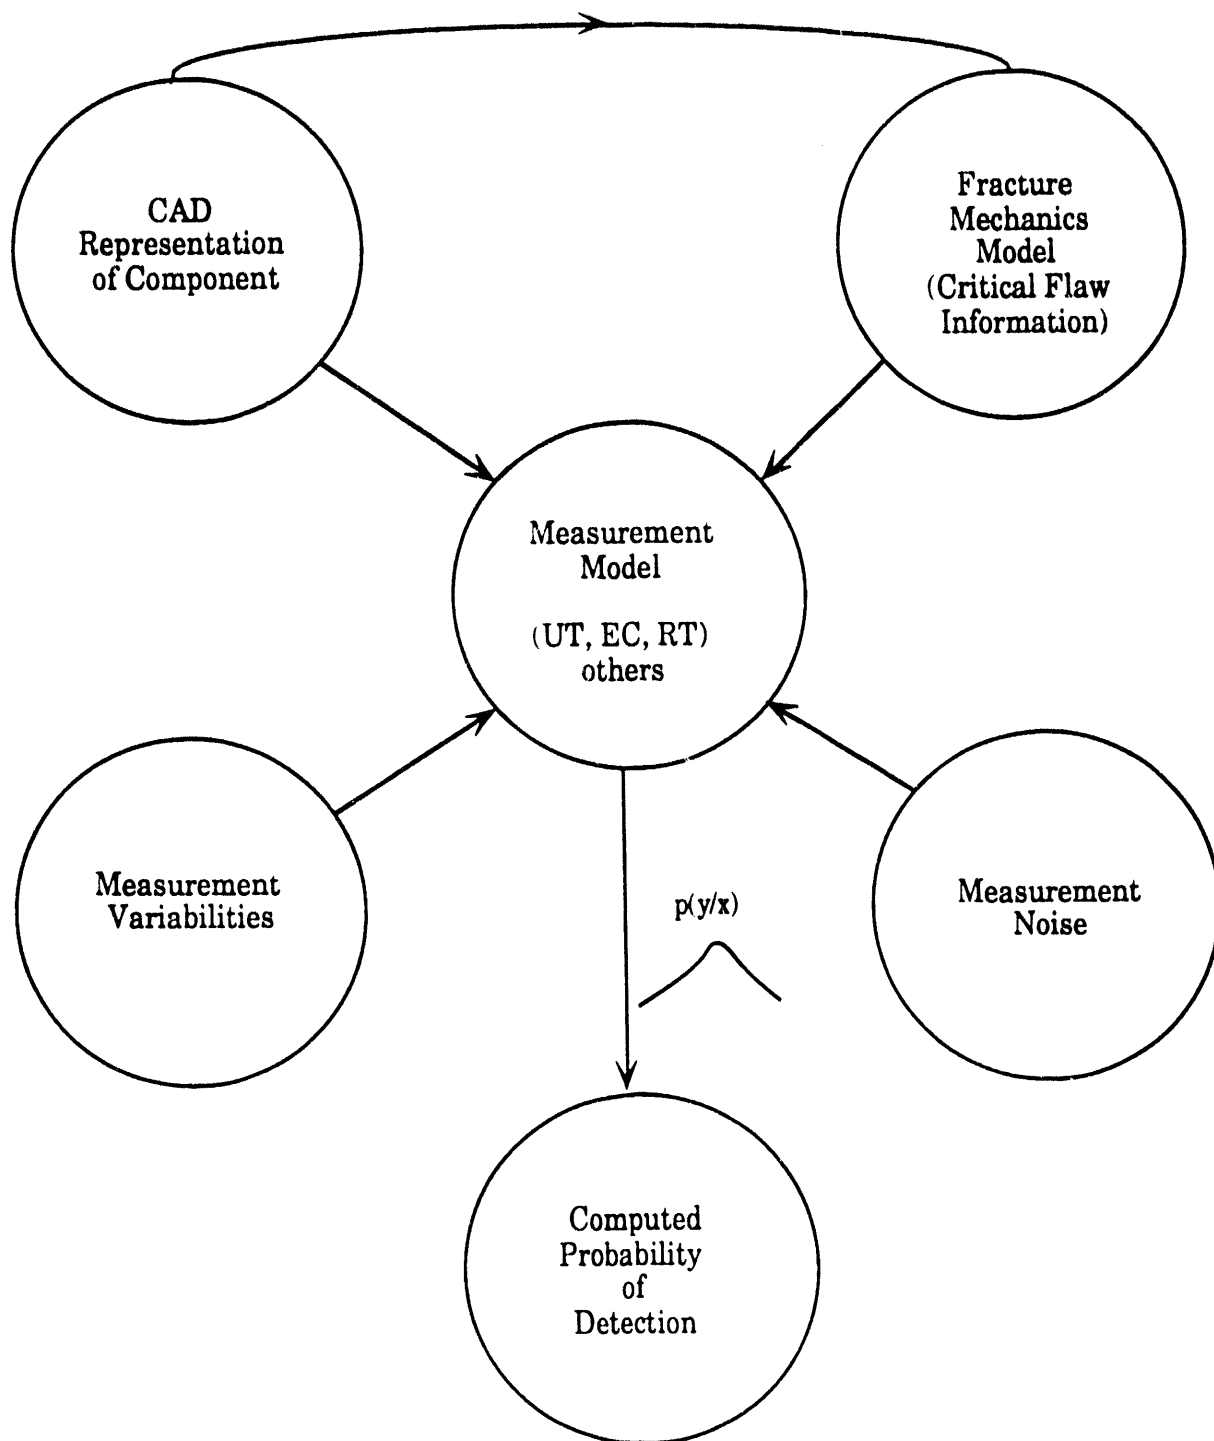 CAD
Representation
of Component
Fracture
Mechanics
Model
(Critical Flaw
Information)
Measurement
Model
(UT, EC, RT)
others
Measurement
Variabilities
p(y/x)
Measurement
Noise
Computed
Probability
of
Detection